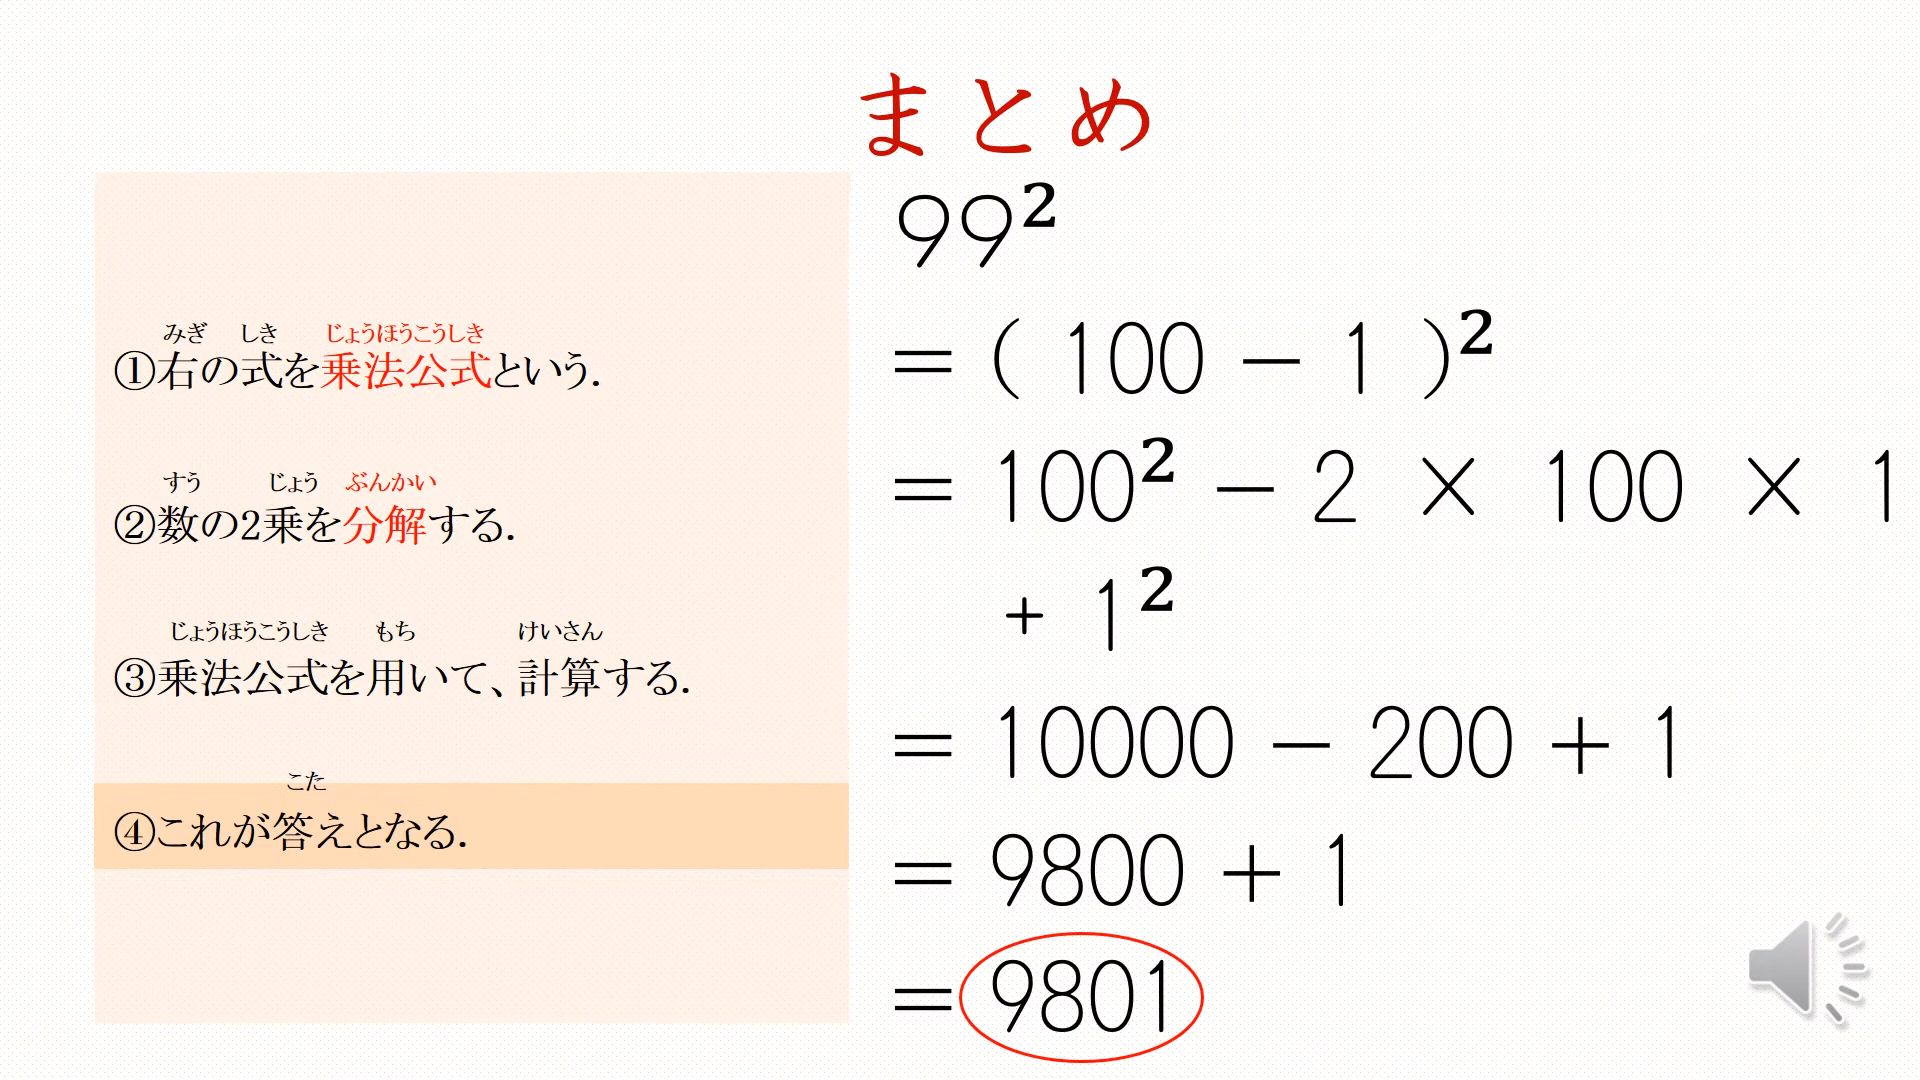 まとめ
みぎ しき じょうほうこうしき
①右の式を乗法公式という.
すう じょう ぶんかい
②数の2乗を分解する.
じょうほうこうしき もち けいさん
③乗法公式を用いて、計算する.
こた
④これが答えとなる.
99²
= ( 100 − 1 )²
= 100² − 2 × 100 × 1
+ 1²
= 10000 − 200 + 1
= 9800 + 1
= 9801